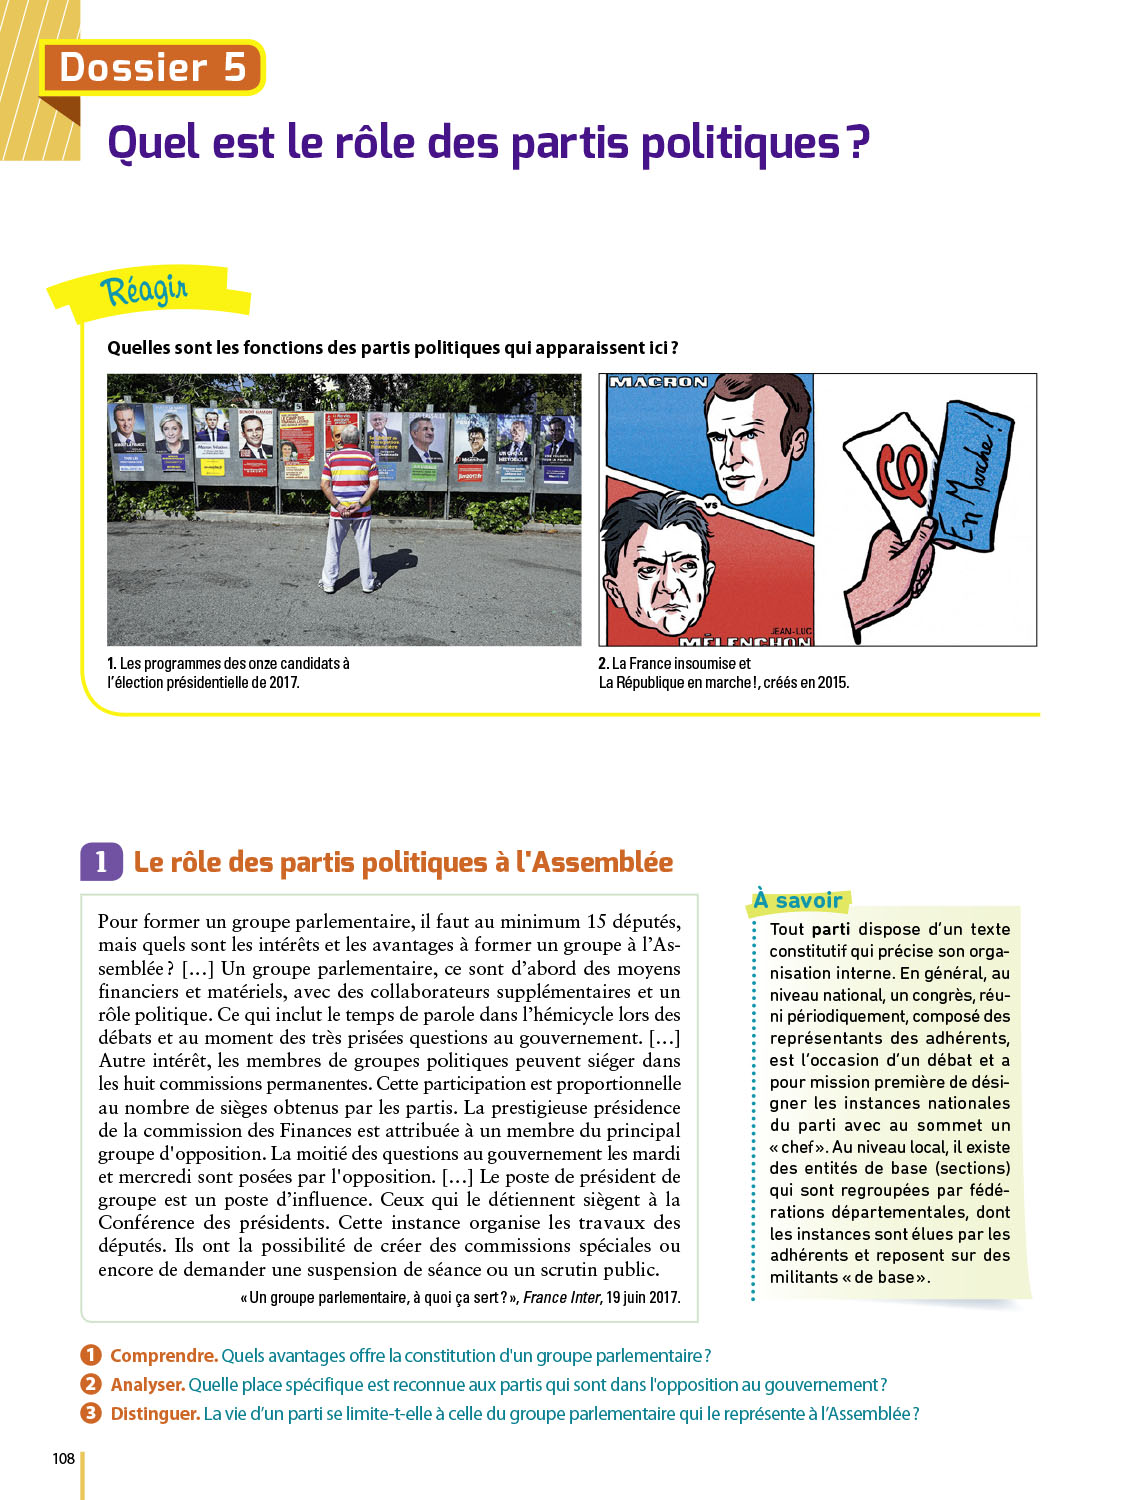 Dossier 5
Quel est le rôle des partis politiques ?
Réagir
Quelles sont les fonctions des partis politiques qui apparaissent ici ?
MACRON
VS
JEAN-LUC
MÉLENCHON
En Marche !
1. Les programmes des onze candidats à
l'élection présidentielle de 2017.
2. La France insoumise et
La République en marche !, créés en 2015.
1 Le rôle des partis politiques à l'Assemblée
Pour former un groupe parlementaire, il faut au minimum 15 députés,
mais quels sont les intérêts et les avantages à former un groupe à l'As-
semblée ? […] Un groupe parlementaire, ce sont d'abord des moyens
financiers et matériels, avec des collaborateurs supplémentaires et un
rôle politique. Ce qui inclut le temps de parole dans l'hémicycle lors des
débats et au moment des très prisées questions au gouvernement. […]
Autre intérêt, les membres de groupes politiques peuvent siéger dans
les huit commissions permanentes. Cette participation est proportionnelle
au nombre de sièges obtenus par les partis. La prestigieuse présidence
de la commission des Finances est attribuée à un membre du principal
groupe d'opposition. La moitié des questions au gouvernement les mardi
et mercredi sont posées par l'opposition. […] Le poste de président de
groupe est un poste d'influence. Ceux qui le détiennent siègent à la
Conférence des présidents. Cette instance organise les travaux des
députés. Ils ont la possibilité de créer des commissions spéciales ou
encore de demander une suspension de séance ou un scrutin public.
« Un groupe parlementaire, à quoi ça sert ? », France Inter, 19 juin 2017.
À savoir
Tout parti dispose d'un texte
constitutif qui précise son orga-
nisation interne. En général, au
niveau national, un congrès, réu-
ni périodiquement, composé des
représentants des adhérents,
est l'occasion d'un débat et a
pour mission première de dési-
gner les instances nationales
du parti avec au sommet un
« chef ». Au niveau local, il existe
des entités de base (sections)
qui sont regroupées par fédé-
rations départementales, dont
les instances sont élues par les
adhérents et reposent sur des
militants « de base ».
1 Comprendre. Quels avantages offre la constitution d'un groupe parlementaire ?
2 Analyser. Quelle place spécifique est reconnue aux partis qui sont dans l'opposition au gouvernement ?
3 Distinguer. La vie d'un parti se limite-t-elle à celle du groupe parlementaire qui le représente à l'Assemblée ?
108